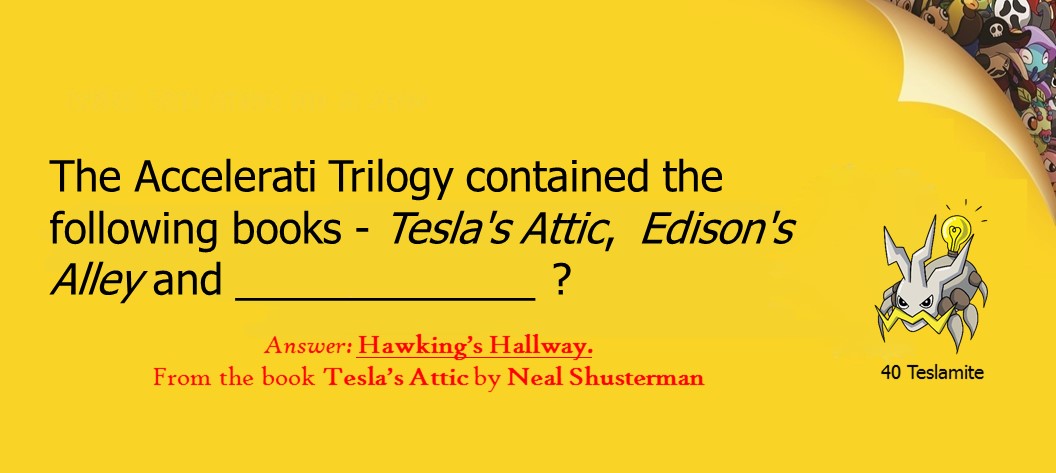 The Accelerati Trilogy contained the
following books - Tesla's Attic, Edison's
Alley and ______________ ?
Answer: Hawking’s Hallway.
From the book Tesla’s Attic by Neal Shusterman
40 Teslamite